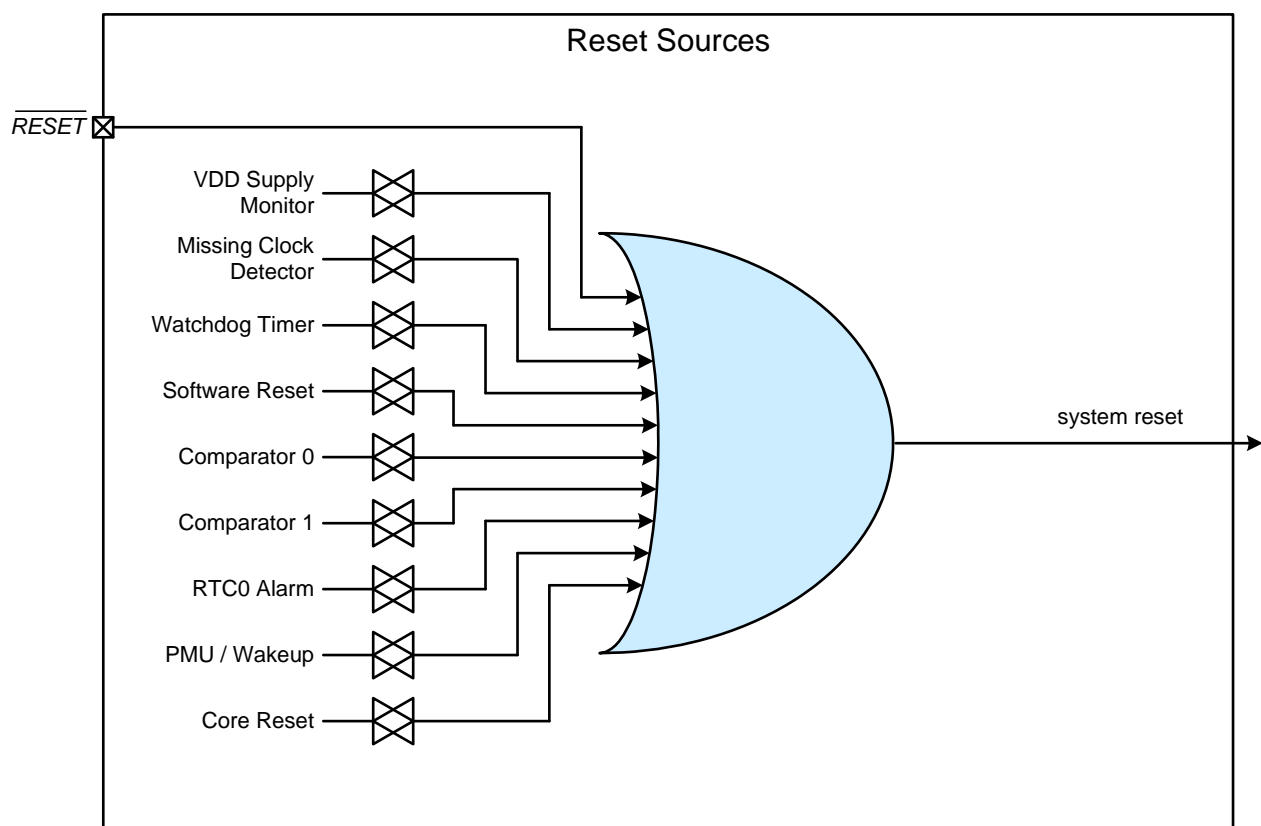 Reset Sources
RESET
VDD Supply
Monitor
Missing Clock
Detector
Watchdog Timer
Software Reset
Comparator 0
Comparator 1
RTC0 Alarm
PMU / Wakeup
Core Reset
system reset